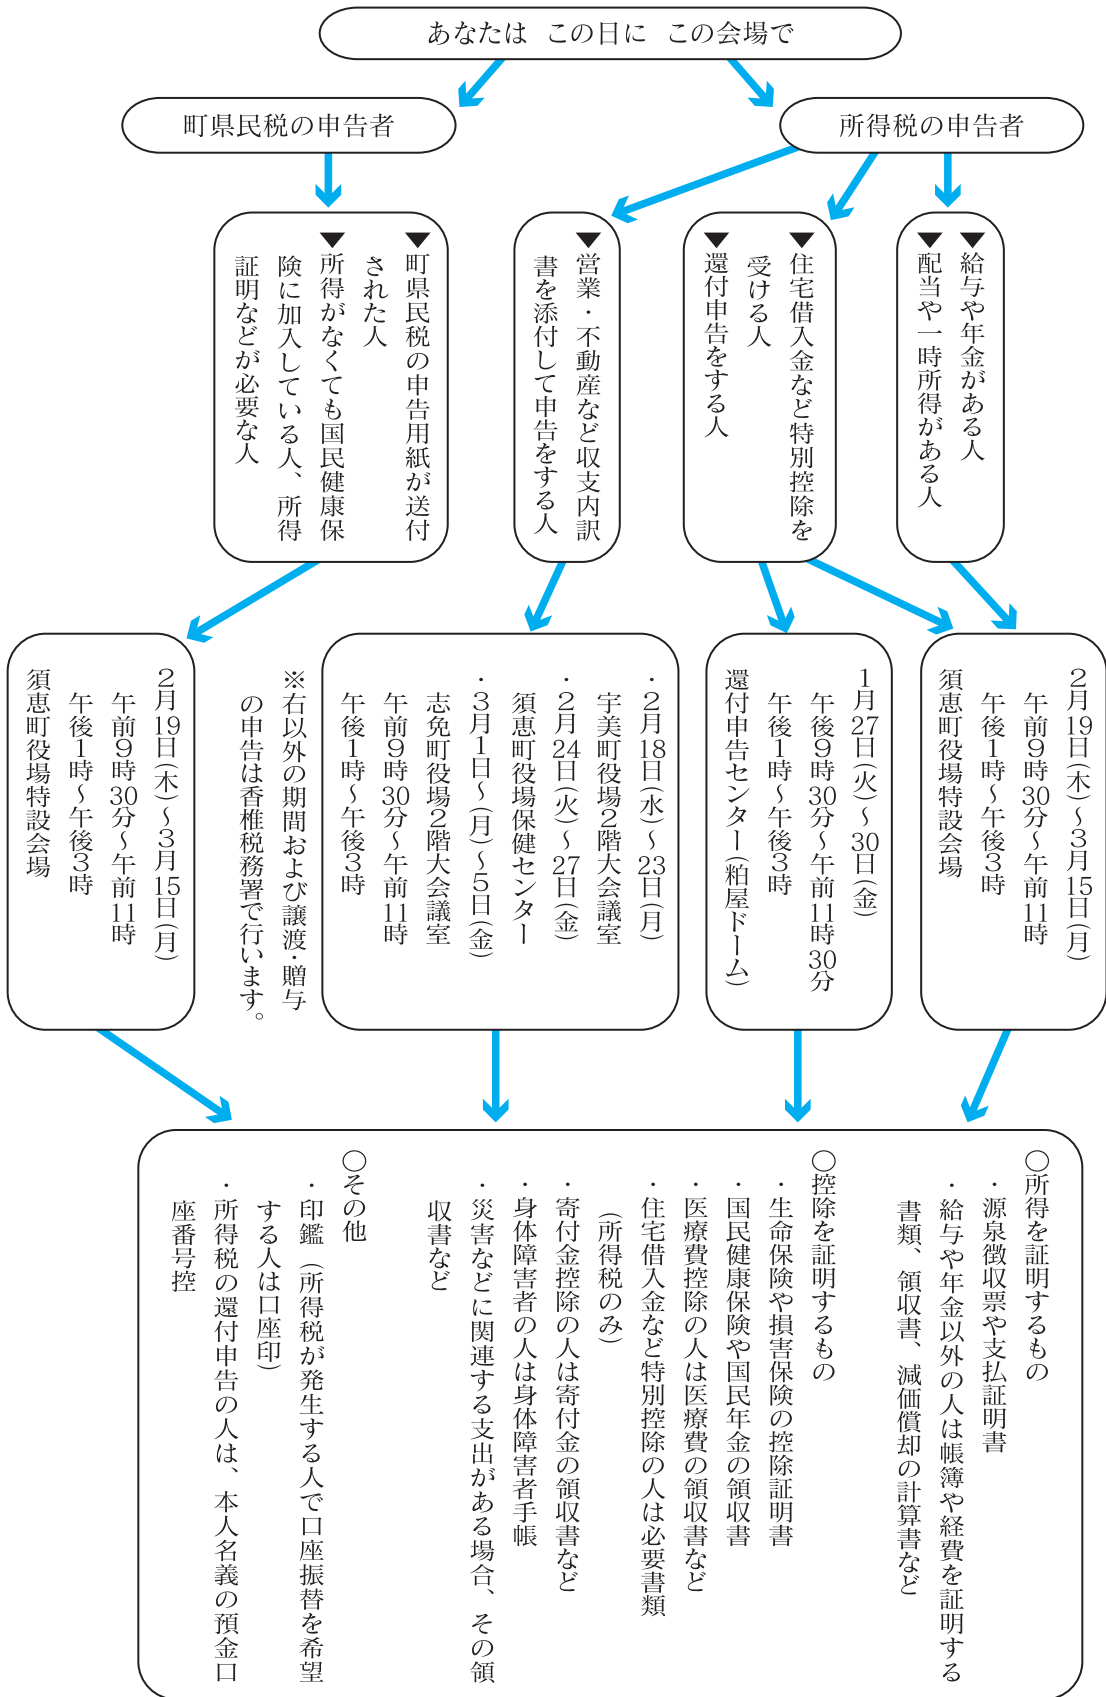 あなたは この日に この会場で
町県民税の申告者
所得税の申告者
▼給与や年金がある人
▼配当や一時所得がある人
▼住宅借入金など特別控除を
受ける人
▼還付申告をする人
▼営業・不動産など収支内訳
書を添付して申告をする人
▼町県民税の申告用紙が送付
された人
▼所得がなくても国民健康保
険に加入している人、所得
証明などが必要な人
2月19日(木)〜3月15日(月)
午前9時30分〜午前11時
午後1時〜午後3時
須恵町役場特設会場
1月27日(火)〜30日(金)
午後9時30分〜午前11時30分
午後1時〜午後3時
還付申告センター(粕屋ドーム)
・2月18日(水)〜23日(月)
宇美町役場2階大会議室
・2月24日(火)〜27日(金)
須恵町役場保健センター
・3月1日〜(月)〜5日(金)
志免町役場2階大会議室
午前9時30分〜午前11時
午後1時〜午後3時
※右以外の期間および譲渡・贈与
の申告は香椎税務署で行います。
2月19日(木)〜3月15日(月)
午前9時30分〜午前11時
午後1時〜午後3時
須恵町役場特設会場
○所得を証明するもの
・源泉徴収票や支払証明書
・給与や年金以外の人は帳簿や経費を証明する
書類、領収書、減価償却の計算書など
○控除を証明するもの
・生命保険や損害保険の控除証明書
・国民健康保険や国民年金の領収書
・医療費控除の人は医療費の領収書など
・住宅借入金など特別控除の人は必要書類
(所得税のみ)
・寄付金控除の人は寄付金の領収書など
・身体障害者の人は身体障害者手帳
・災害などに関連する支出がある場合、その領
収書など
○その他
・印鑑(所得税が発生する人で口座振替を希望
する人は口座印)
・所得税の還付申告の人は、本人名義の預金口
座番号控